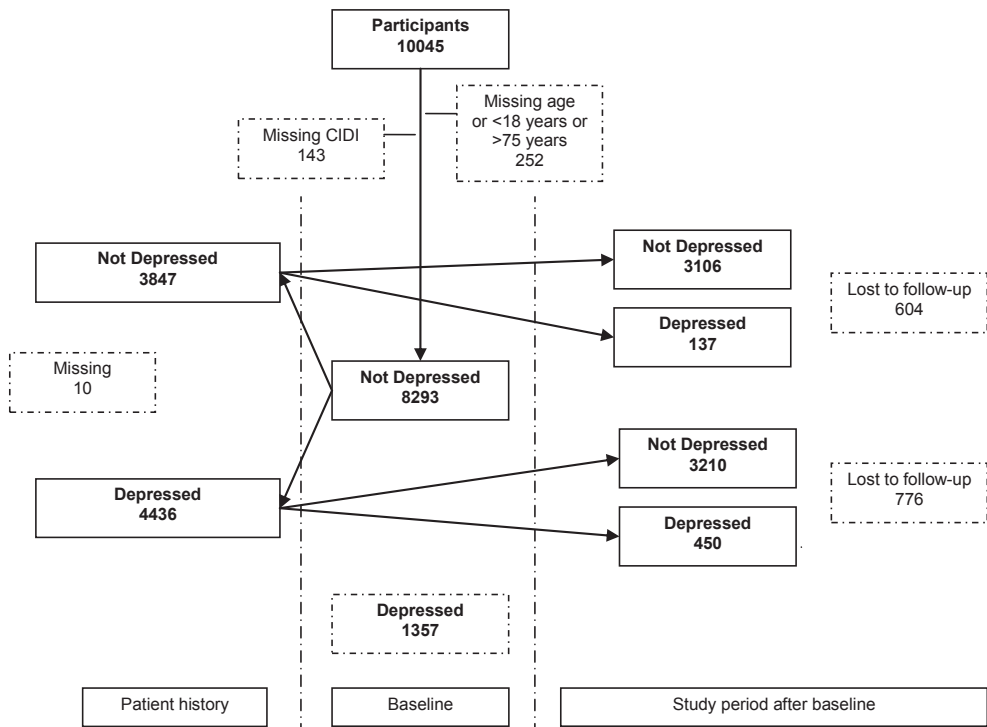 Participants
10045
Missing age
or <18 years or
>75 years
252
Missing CIDI
143
Not Depressed
3847
Not Depressed
3106
Lost to follow-up
604
Depressed
137
Missing
10
Not Depressed
8293
Not Depressed
3210
Depressed
4436
Lost to follow-up
776
Depressed
450
Depressed
1357
Patient history
Baseline
Study period after baseline